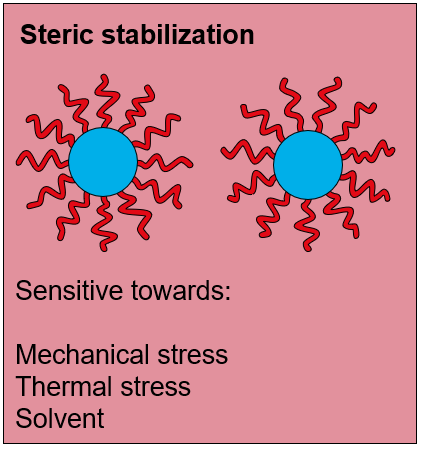 Steric stabilization
Sensitive towards:
Mechanical stress
Thermal stress
Solvent